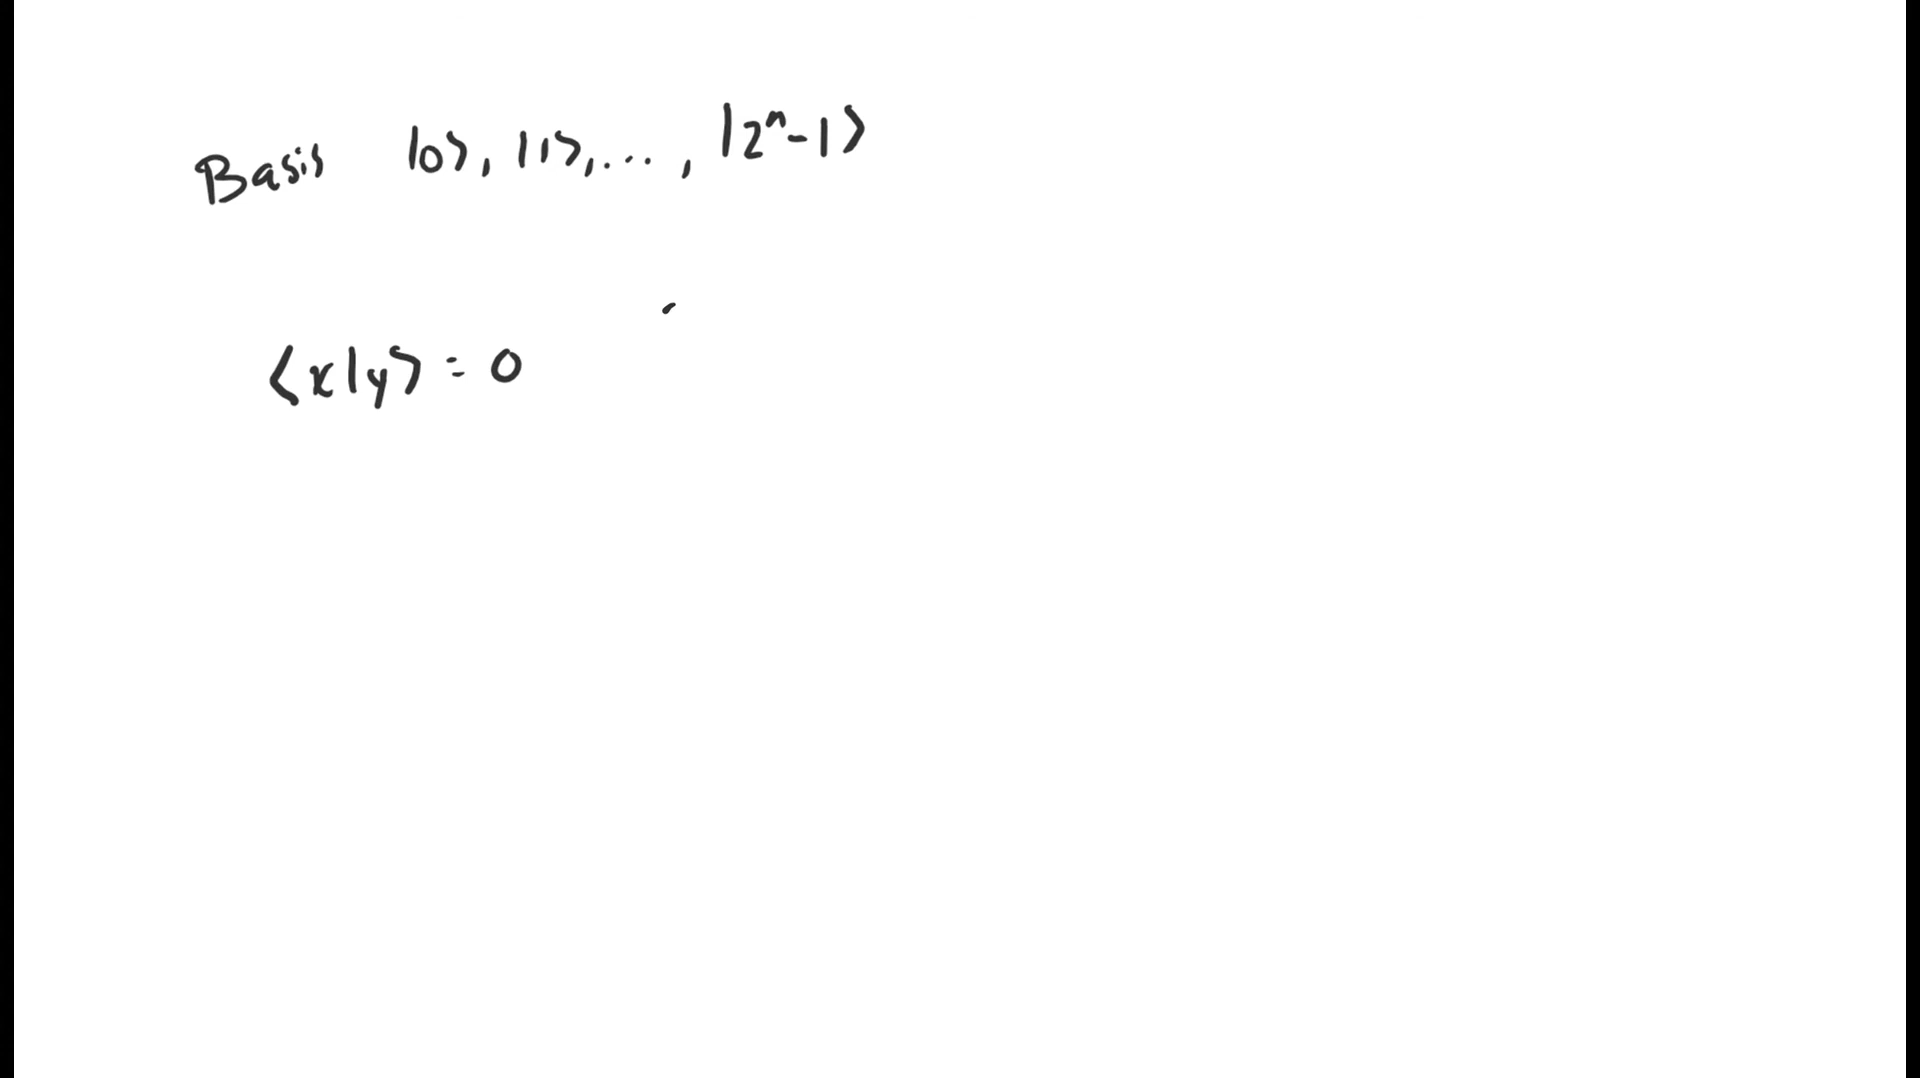 Basis |0⟩, |1⟩, ..., |2ⁿ-1⟩
⟨x|y⟩ = 0